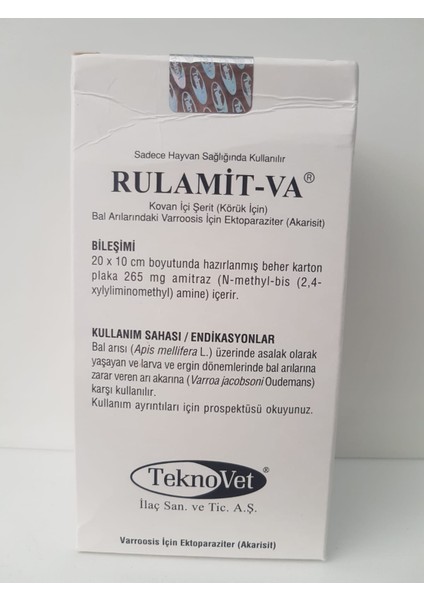 Sadece Hayvan Sağlığında Kullanılır
RULAMİT-VA®
Kovan İçi Şerit (Körük İçin)
Bal Arılarındaki Varroosis İçin Ektoparaziter (Akarisit)
BİLEŞİMİ
20 x 10 cm boyutunda hazırlanmış beher karton
plaka 265 mg amitraz (N-methyl-bis (2,4-
xylyliminomethyl) amine) içerir.
KULLANIM SAHASI / ENDİKASYONLAR
Bal arısı (Apis mellifera L.) üzerinde asalak olarak
yaşayan ve larva ve ergin dönemlerinde bal arılarına
zarar veren arı akarına (Varroa jacobsoni Oudemans)
karşı kullanılır.
Kullanım ayrıntıları için prospektüsü okuyunuz.
TeknoVet®
İlaç San. ve Tic. A.Ş.
Varroosis İçin Ektoparaziter (Akarisit)